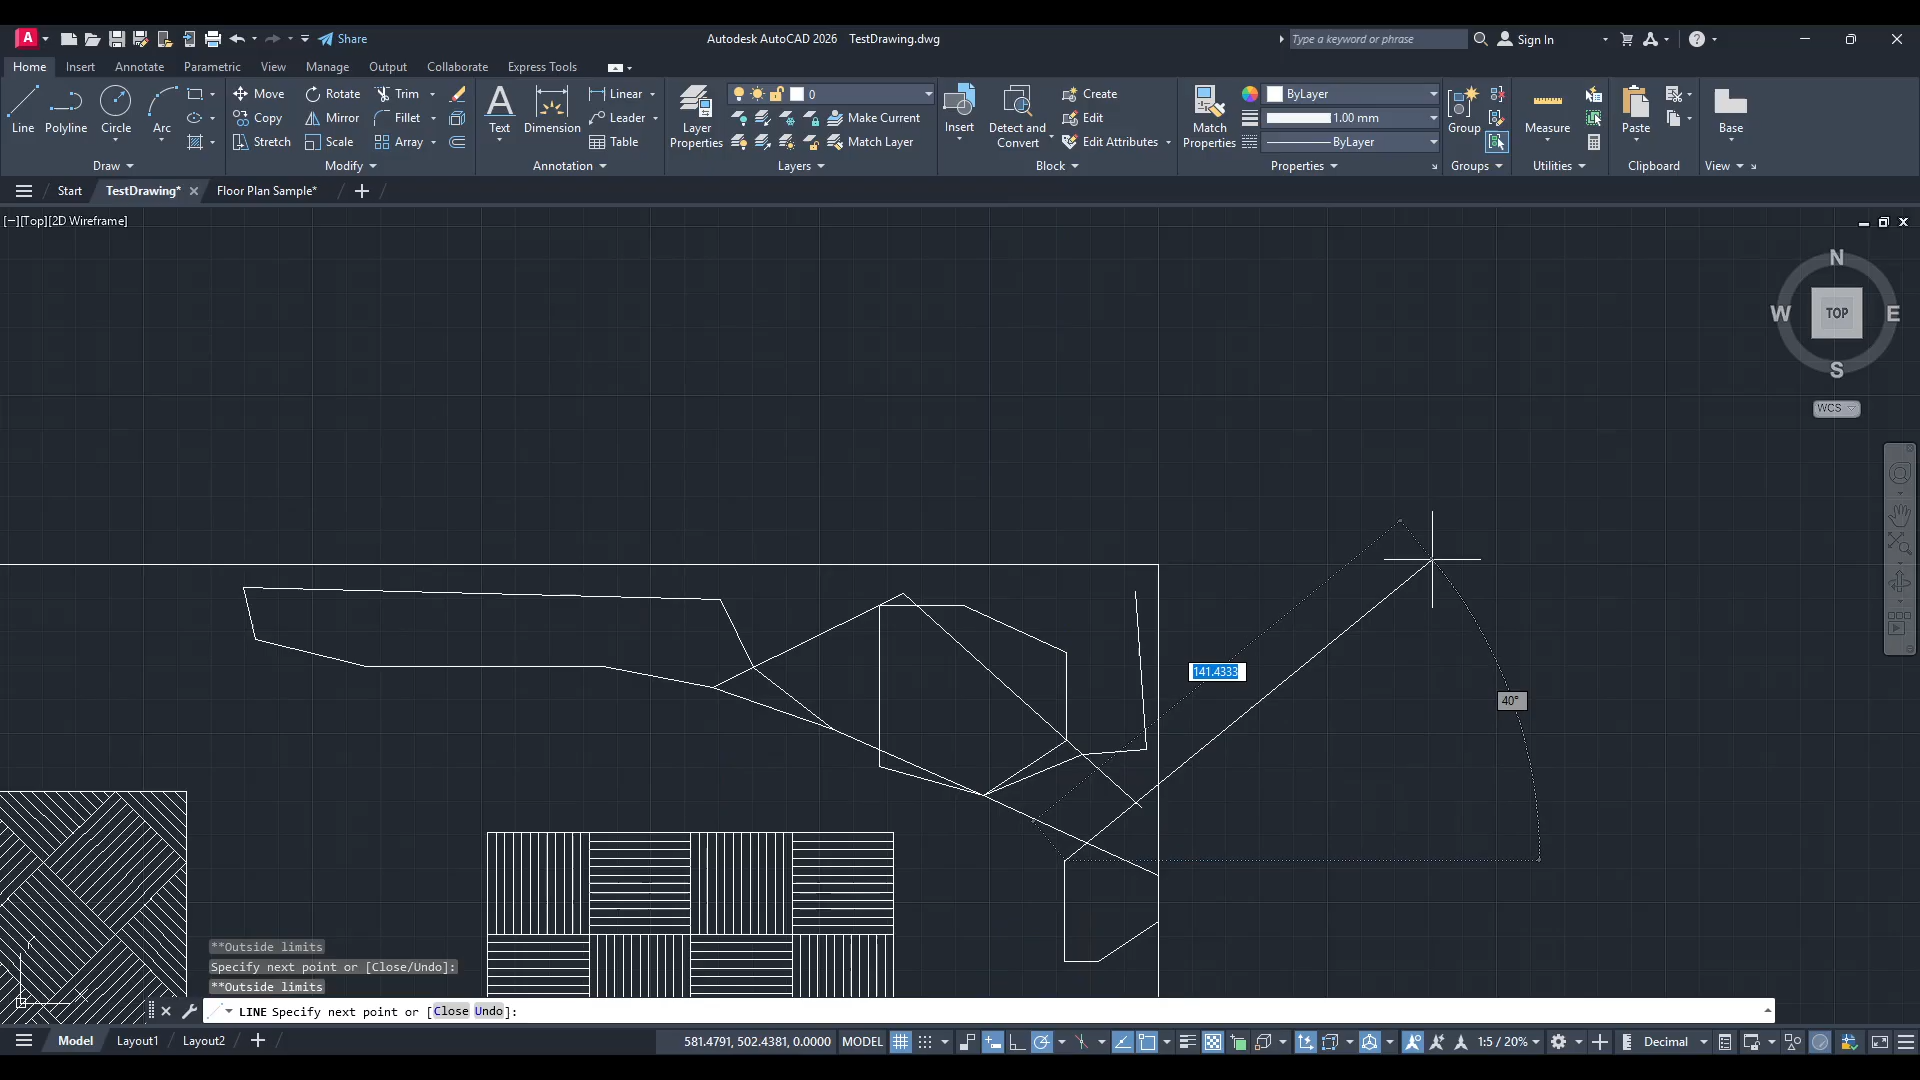 A
Share
Autodesk AutoCAD 2026 TestDrawing.dwg
Type a keyword or phrase
Sign In
Home Insert Annotate Parametric View Manage Output Collaborate Express Tools
Line
Polyline
Circle
Arc
Move
Rotate
Trim
Copy
Mirror
Fillet
Stretch
Scale
Array
Text
Dimension
Linear
Leader
Table
Layer
Properties
0
Make Current
Match Layer
Insert
Detect and
Convert
Create
Edit
Edit Attributes
Match
Properties
ByLayer
1.00 mm
ByLayer
Group
Measure
Paste
Base
Draw Modify Annotation Layers Block Properties Groups Utilities Clipboard View
Start TestDrawing* Floor Plan Sample*
[−][Top][2D Wireframe]
N
W TOP E
S
WCS
141.4333
40°
**Outside limits
Specify next point or [Close/Undo]:
**Outside limits
LINE Specify next point or [Close Undo]:
Model Layout1 Layout2
581.4791, 502.4381, 0.0000 MODEL
1:5 / 20%
Decimal